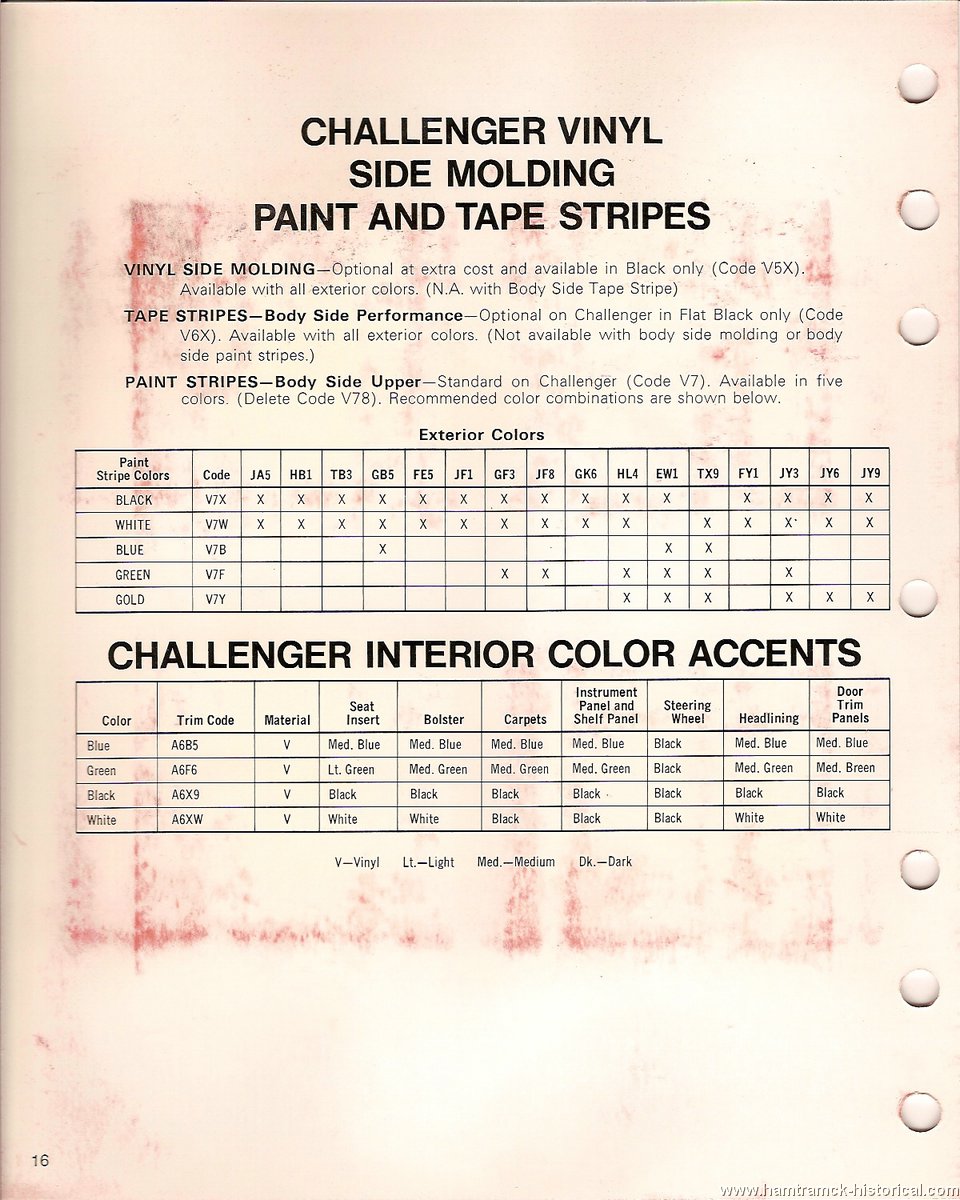 CHALLENGER VINYL
SIDE MOLDING
PAINT AND TAPE STRIPES
VINYL SIDE MOLDING—Optional at extra cost and available in Black only (Code V5X).
Available with all exterior colors. (N.A. with Body Side Tape Stripe)
TAPE STRIPES—Body Side Performance—Optional on Challenger in Flat Black only (Code
V6X). Available with all exterior colors. (Not available with body side molding or body
side paint stripes.)
PAINT STRIPES—Body Side Upper—Standard on Challenger (Code V7). Available in five
colors. (Delete Code V78). Recommended color combinations are shown below.
Exterior Colors
Paint
Stripe Colors Code JA5 HB1 TB3 GB5 FE5 JF1 GF3 JF8 GK6 HL4 EW1 TX9 FY1 JY3 JY6 JY9
BLACK V7X X X X X X X X X X X X X X X X
WHITE V7W X X X X X X X X X X X X X X X
BLUE V7B X X X
GREEN V7F X X X X X X
GOLD V7Y X X X X X X
CHALLENGER INTERIOR COLOR ACCENTS
Color Trim Code Material Seat Insert Bolster Carpets Instrument Panel and Shelf Panel Steering Wheel Headlining Door Trim Panels
Blue A6B5 V Med. Blue Med. Blue Med. Blue Med. Blue Black Med. Blue Med. Blue
Green A6F6 V Lt. Green Med. Green Med. Green Med. Green Black Med. Green Med. Breen
Black A6X9 V Black Black Black Black Black Black Black
White A6XW V White White Black Black Black White White
V—Vinyl Lt.—Light Med.—Medium Dk.—Dark
16
www.hamtramck-historical.com